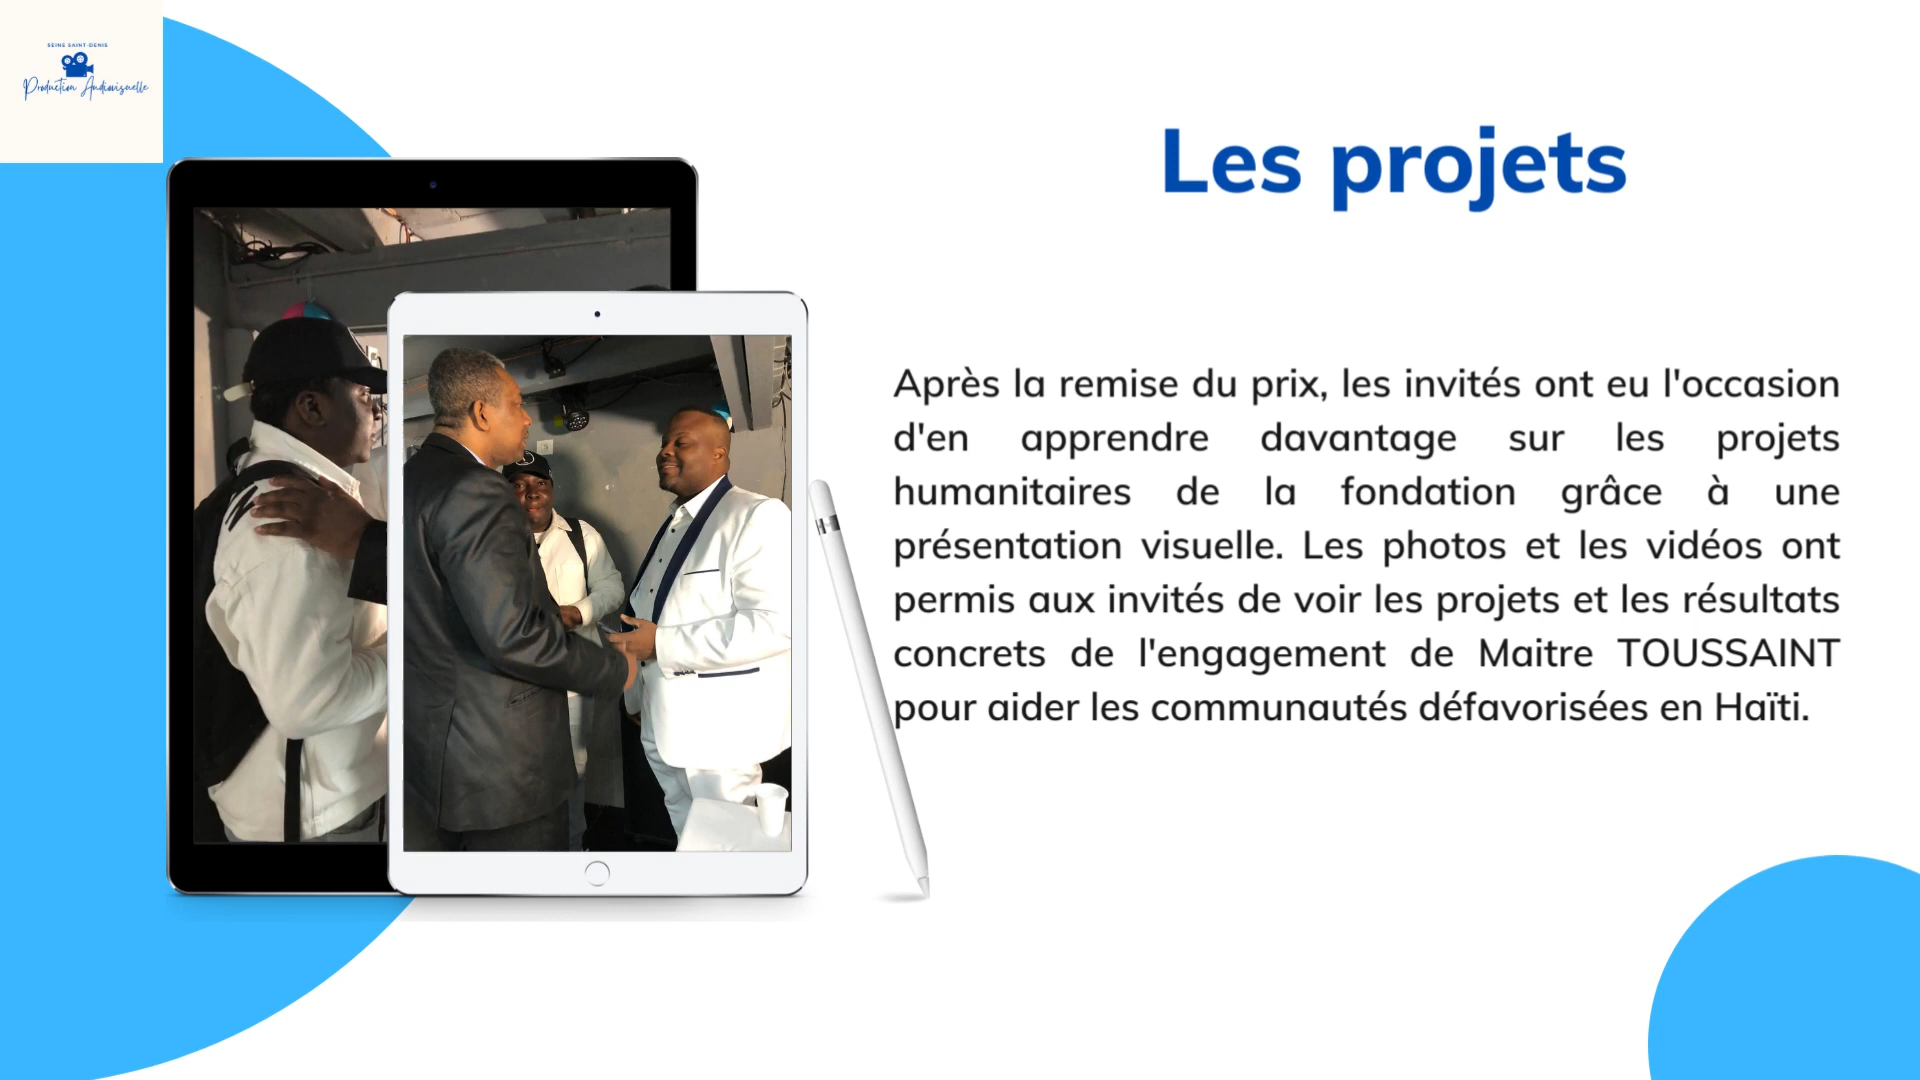 SEINE SAINT-DENIS
Production Audiovisuelle
Les projets
Après la remise du prix, les invités ont eu l'occasion
d'en apprendre davantage sur les projets
humanitaires de la fondation grâce à une
présentation visuelle. Les photos et les vidéos ont
permis aux invités de voir les projets et les résultats
concrets de l'engagement de Maitre TOUSSAINT
pour aider les communautés défavorisées en Haïti.